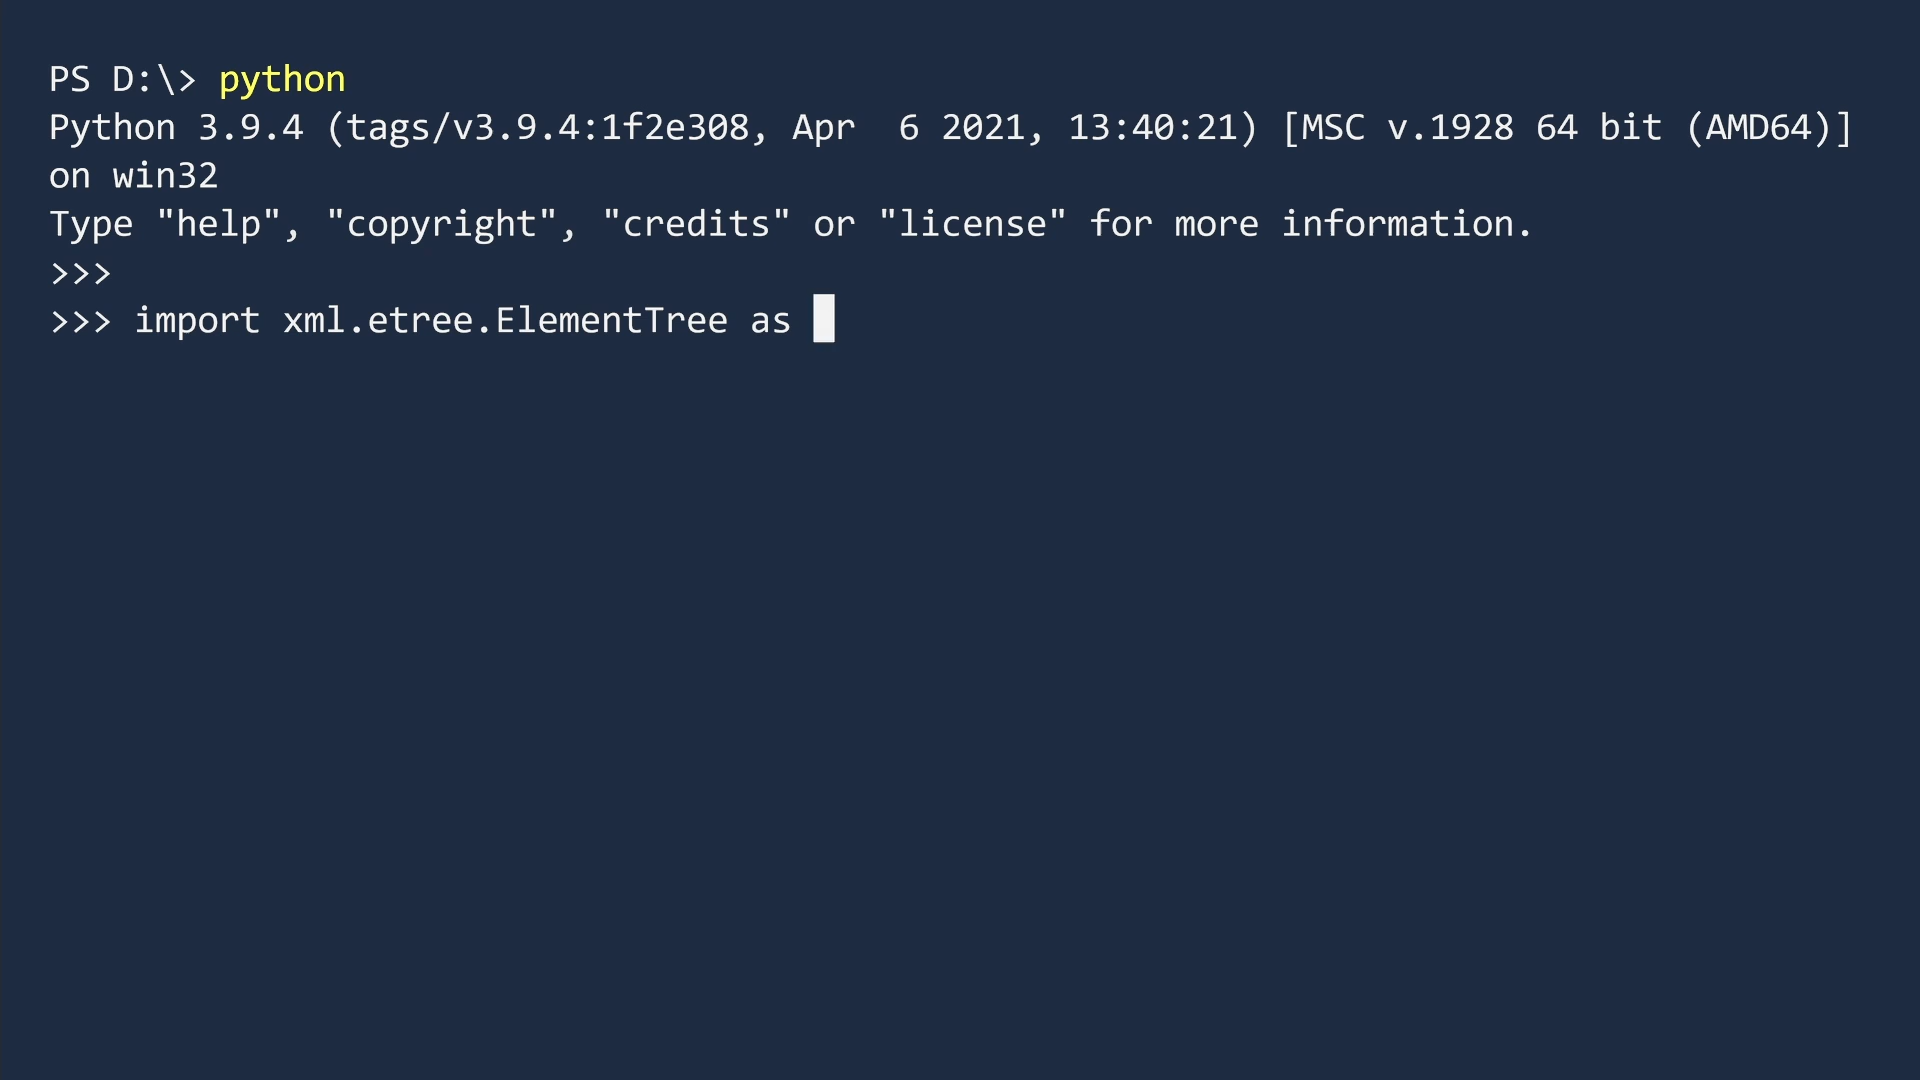 PS D:\> python
Python 3.9.4 (tags/v3.9.4:1f2e308, Apr  6 2021, 13:40:21) [MSC v.1928 64 bit (AMD64)]
on win32
Type "help", "copyright", "credits" or "license" for more information.
>>>
>>> import xml.etree.ElementTree as